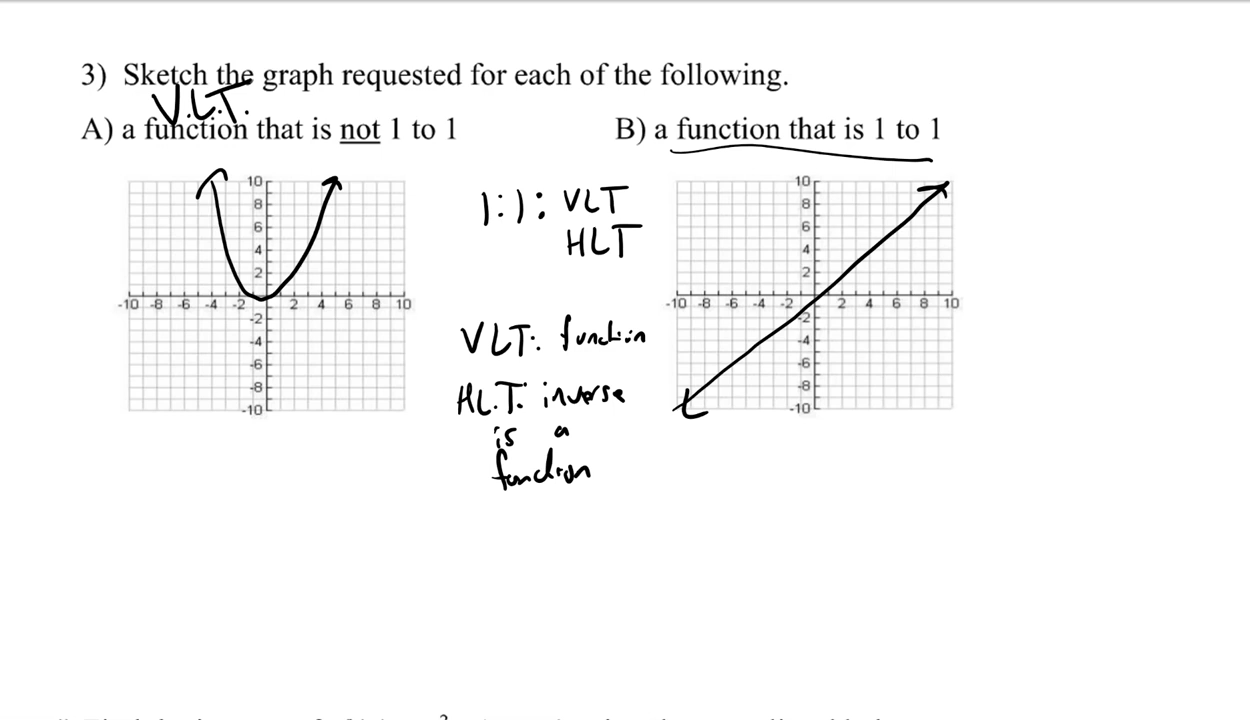 3) Sketch the graph requested for each of the following.
V.L.T.
A) a function that is not 1 to 1
B) a function that is 1 to 1
10
8
6
4
2
-10 -8 -6 -4 -2 2 4 6 8 10
-2
-4
-6
-8
-10
1:1: VLT
HLT
VLT: function
H.L.T: inverse
is a
function
10
8
6
4
2
-10 -8 -6 -4 -2 2 4 6 8 10
-2
-4
-6
-8
-10